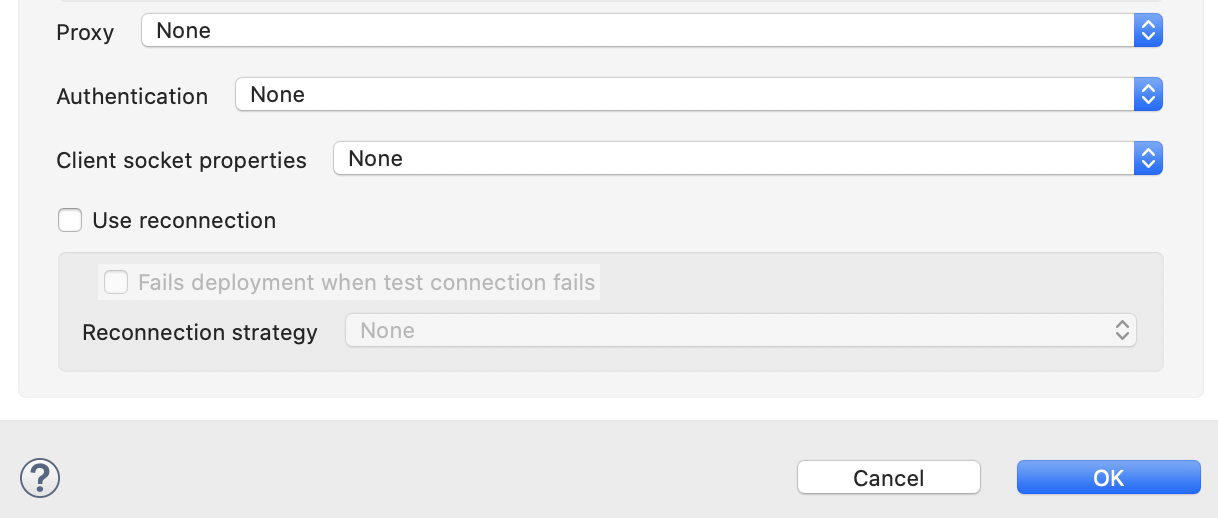 Proxy None
Authentication None
Client socket properties None
Use reconnection
Fails deployment when test connection fails
Reconnection strategy None
?
Cancel OK